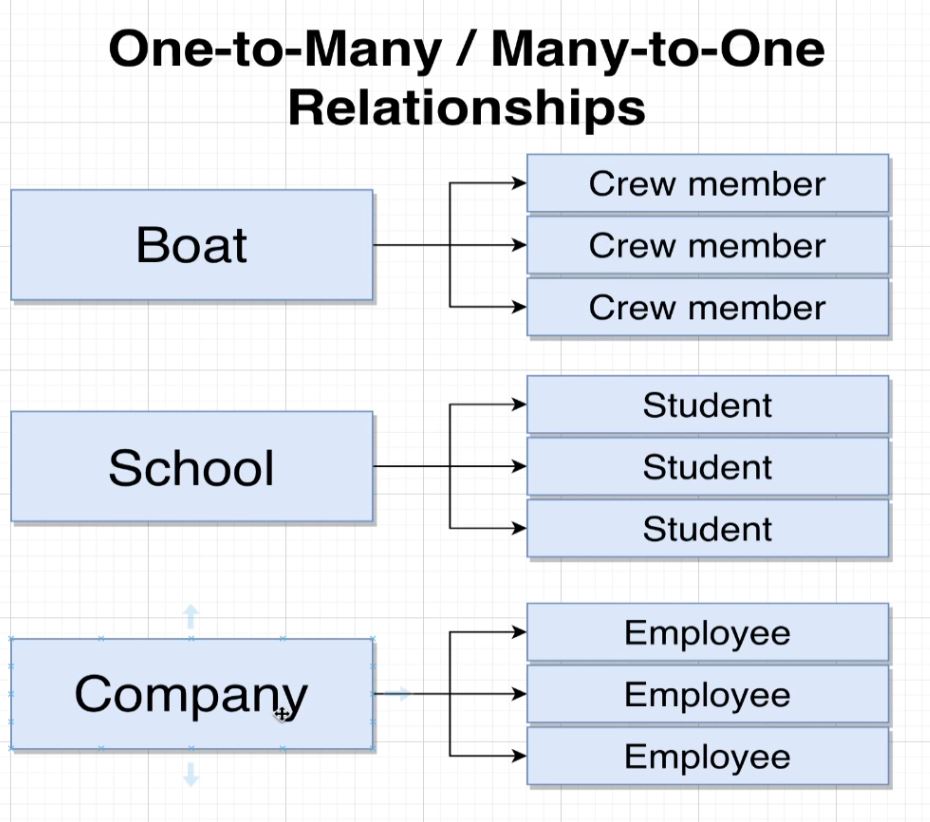 One-to-Many / Many-to-One
Relationships
Boat
Crew member
Crew member
Crew member
School
Student
Student
Student
Company
Employee
Employee
Employee